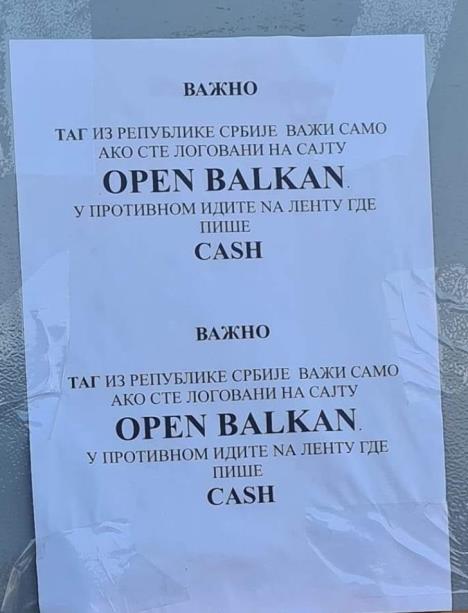 ВАЖНО
ТАГ ИЗ РЕПУБЛИКЕ СРБИЈЕ ВАЖИ САМО
АКО СТЕ ЛОГОВАНИ НА САЈТУ
OPEN BALKAN.
У ПРОТИВНОМ ИДИТЕ NА ЛЕНТУ ГДЕ
ПИШЕ
CASH
ВАЖНО
ТАГ ИЗ РЕПУБЛИКЕ СРБИЈЕ ВАЖИ САМО
АКО СТЕ ЛОГОВАНИ НА САЈТУ
OPEN BALKAN.
У ПРОТИВНОМ ИДИТЕ NА ЛЕНТУ ГДЕ
ПИШЕ
CASH